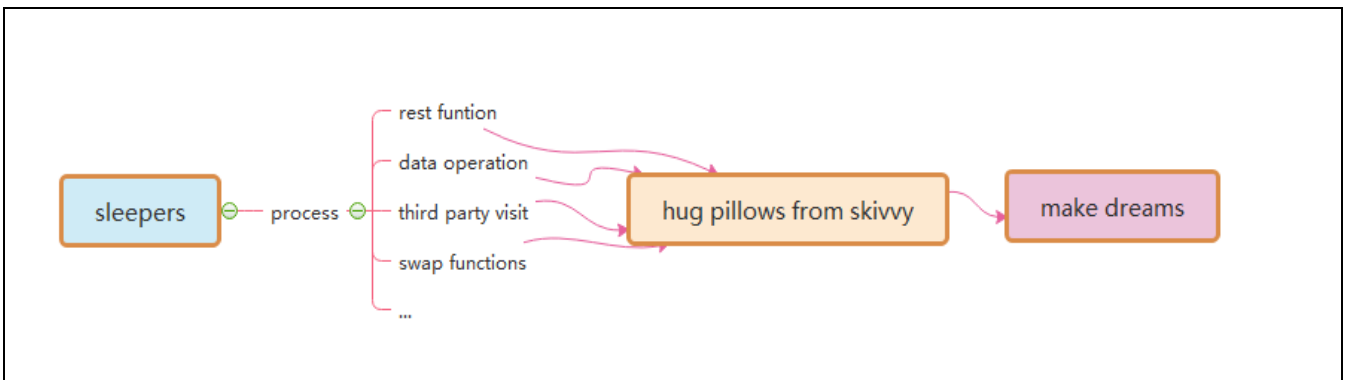 sleepers
process
rest funtion
data operation
third party visit
swap functions
...
hug pillows from skivvy
make dreams